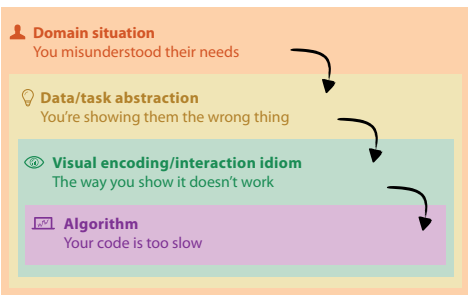 Domain situation
You misunderstood their needs
Data/task abstraction
You're showing them the wrong thing
Visual encoding/interaction idiom
The way you show it doesn't work
Algorithm
Your code is too slow